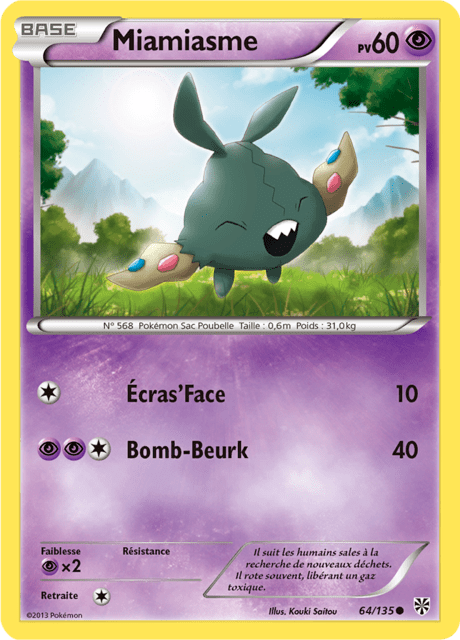 BASE
Miamiasme
PV60
N° 568 Pokémon Sac Poubelle Taille : 0,6m Poids : 31,0kg
Écras'Face 10
Bomb-Beurk 40
Faiblesse Résistance
×2
Retraite
Il suit les humains sales à la
recherche de nouveaux déchets.
Il rote souvent, libérant un gaz
toxique.
©2013 Pokémon
Illus. Kouki Saitou
64/135